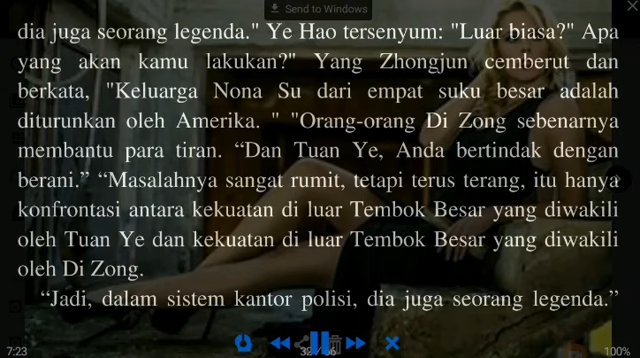 Send to Windows
dia juga seorang legenda." Ye Hao tersenyum: "Luar biasa?" Apa
yang akan kamu lakukan?" Yang Zhongjun cemberut dan
berkata, "Keluarga Nona Su dari empat suku besar adalah
diturunkan oleh Amerika. " "Orang-orang Di Zong sebenarnya
membantu para tiran. “Dan Tuan Ye, Anda bertindak dengan
berani.” “Masalahnya sangat rumit, tetapi terus terang, itu hanya
konfrontasi antara kekuatan di luar Tembok Besar yang diwakili
oleh Tuan Ye dan kekuatan di luar Tembok Besar yang diwakili
oleh Di Zong.
“Jadi, dalam sistem kantor polisi, dia juga seorang legenda.”
7:23
100%